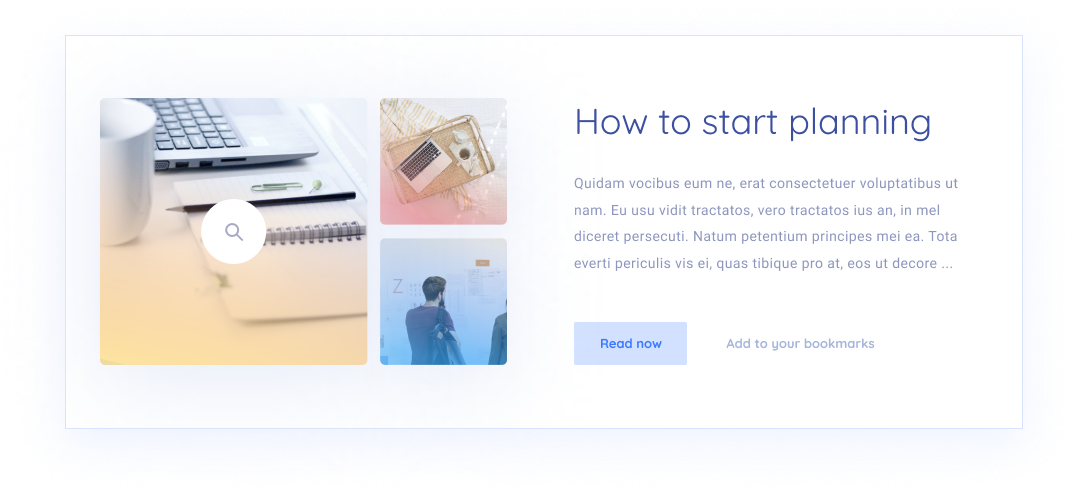 How to start planning
Quidam vocibus eum ne, erat consectetuer voluptatibus ut
nam. Eu usu vidit tractatos, vero tractatos ius an, in mel
diceret persecuti. Natum petentium principes mei ea. Tota
everti periculis vis ei, quas tibique pro at, eos ut decore ...
Z
Read now
Add to your bookmarks